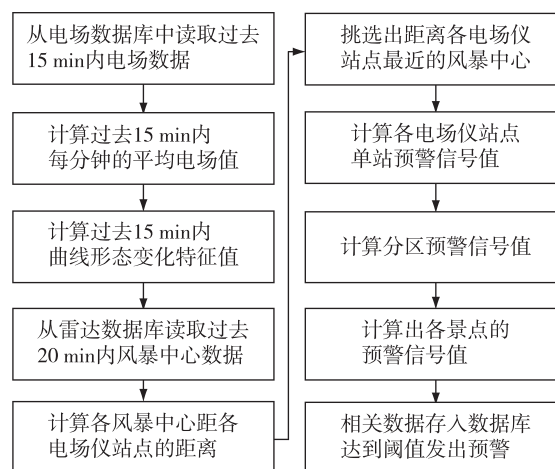 从电场数据库中读取过去
15 min内电场数据
计算过去15 min内
每分钟的平均电场值
计算过去15 min内
曲线形态变化特征值
从雷达数据库读取过去
20 min内风暴中心数据
计算各风暴中心距各
电场仪站点的距离
挑选出距离各电场仪
站点最近的风暴中心
计算各电场仪站点
单站预警信号值
计算分区预警信号值
计算出各景点的
预警信号值
相关数据存入数据库
达到阈值发出预警